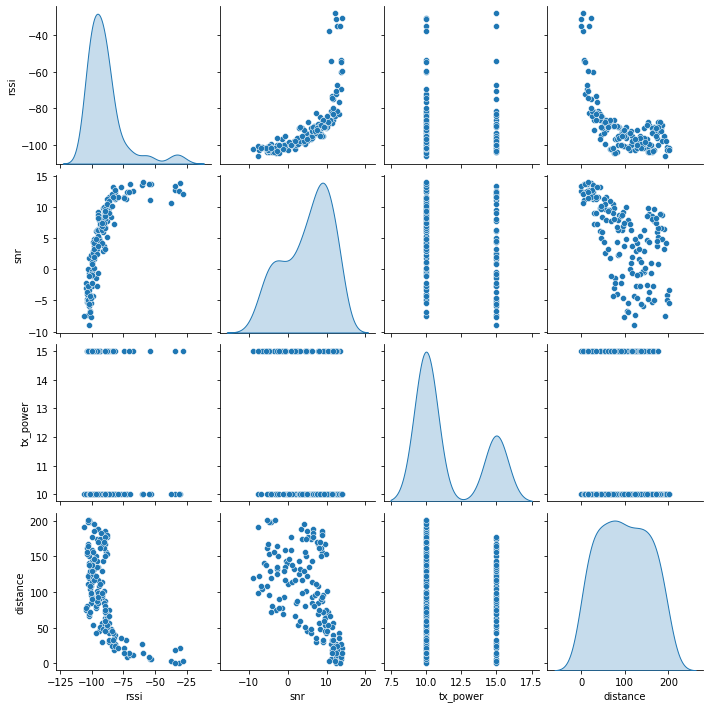 rssi
−40
−60
−80
−100
snr
15
10
5
0
−5
−10
tx_power
15
14
13
12
11
10
distance
200
150
100
50
0
−125 −100 −75 −50 −25
rssi
−10 0 10 20
snr
7.5 10.0 12.5 15.0 17.5
tx_power
0 100 200
distance